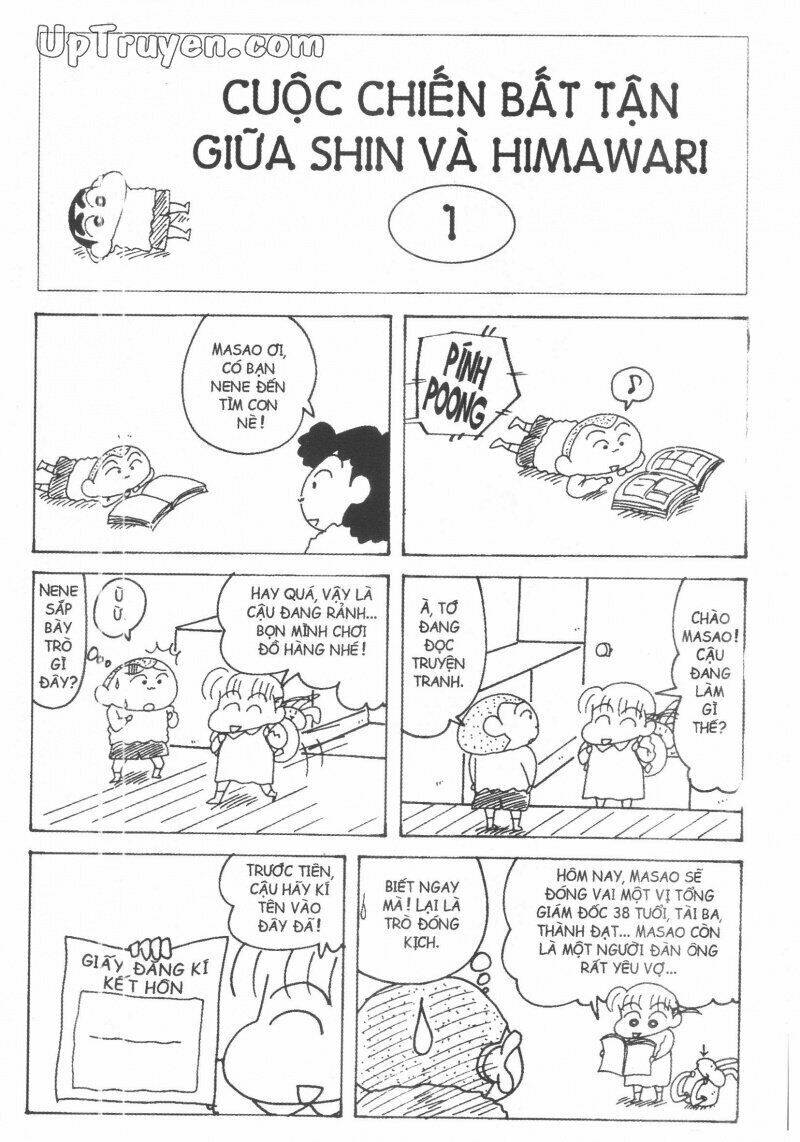 UpTruyen.com
CUỘC CHIẾN BẤT TẬN
GIỮA SHIN VÀ HIMAWARI
1
PÍNH
POONG
MASAO ƠI,
CÓ BẠN
NENE ĐẾN
TÌM CON
NÈ!
CHÀO
MASAO!
CẬU
ĐANG
LÀM
GÌ
THẾ?
À, TỚ
ĐANG
ĐỌC
TRUYỆN
TRANH.
HAY QUÁ, VẬY LÀ
CẬU ĐANG RẢNH...
BỌN MÌNH CHƠI
ĐỒ HÀNG NHÉ!
Ừ
Ừ.
NENE
SẮP
BÀY
TRÒ
GÌ
ĐÂY?
HÔM NAY, MASAO SẼ
ĐÓNG VAI MỘT VỊ TỔNG
GIÁM ĐỐC 38 TUỔI, TÀI BA,
THÀNH ĐẠT... MASAO CÒN
LÀ MỘT NGƯỜI ĐÀN ÔNG
RẤT YÊU VỢ...
BIẾT NGAY
MÀ! LẠI LÀ
TRÒ ĐÓNG
KỊCH.
TRƯỚC TIÊN,
CẬU HÃY KÍ
TÊN VÀO
ĐÂY ĐÃ!
GIẤY ĐĂNG KÍ
KẾT HÔN